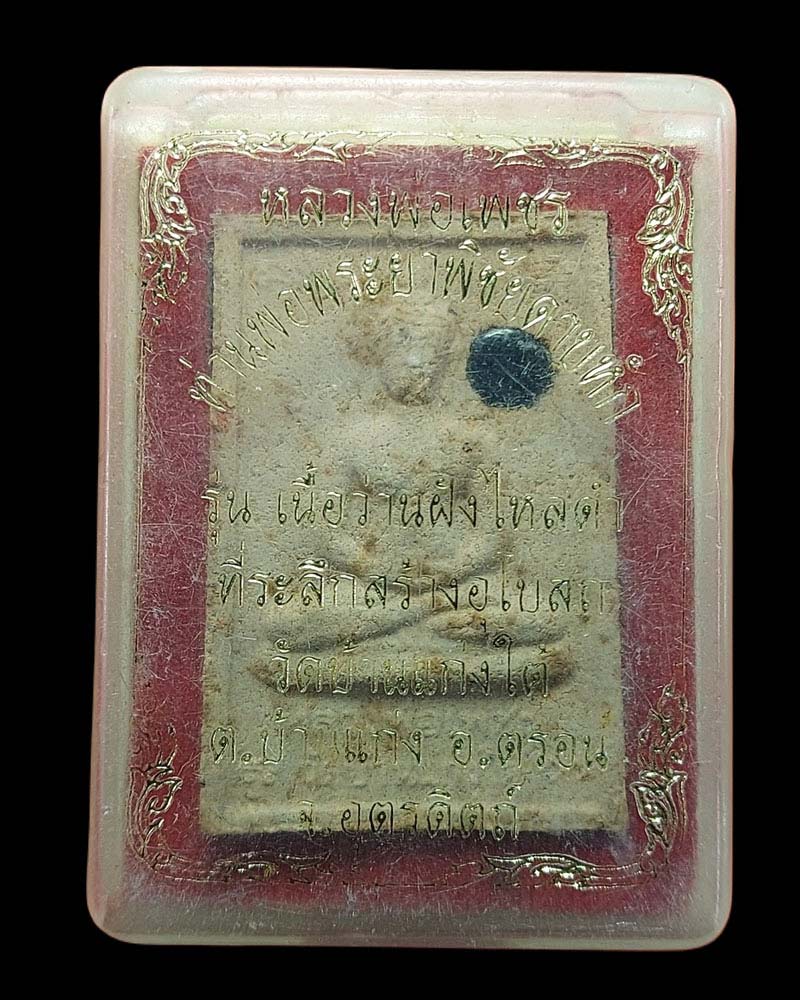 หลวงพ่อเพชร
ท่านพ่อพระยาพิชัยดาบหัก
รุ่น เนื้อว่านฝังไหลดำ
ที่ระลึกสร้างอุโบสถ
วัดบ้านแก่งใต้
ต.บ้านแก่ง อ.ตรอน
จ.อุตรดิตถ์